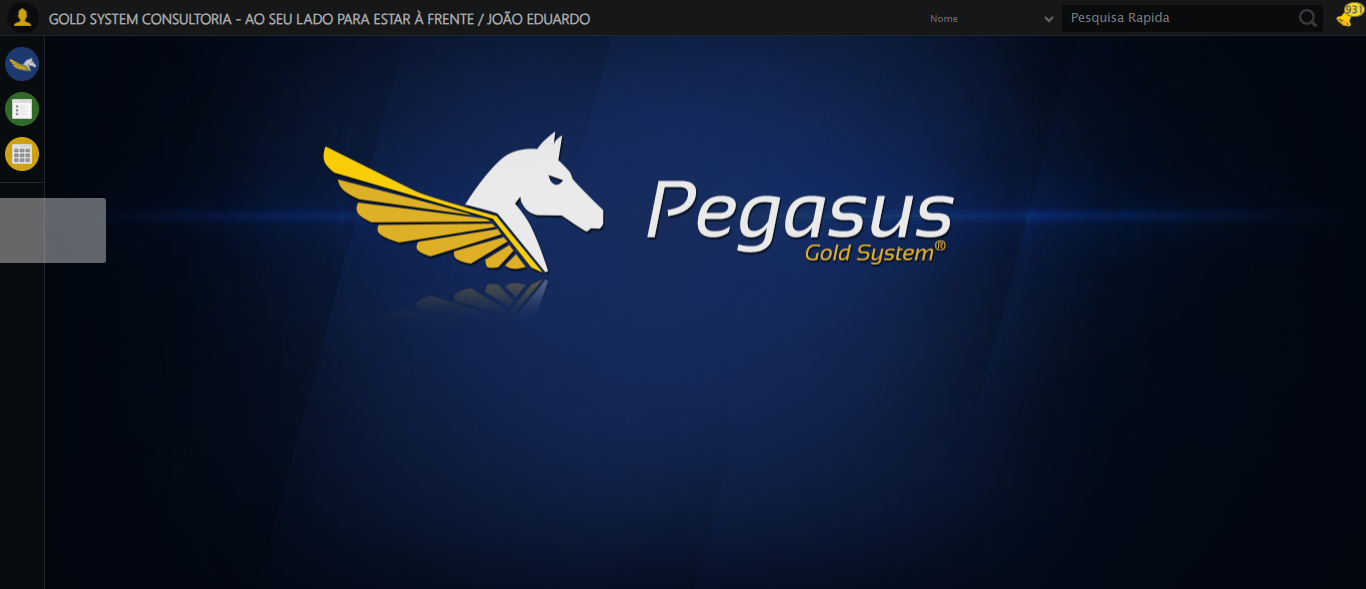 GOLD SYSTEM CONSULTORIA - AO SEU LADO PARA ESTAR À FRENTE / JOÃO EDUARDO
Nome
Pesquisa Rapida
931
Pegasus
Gold System®